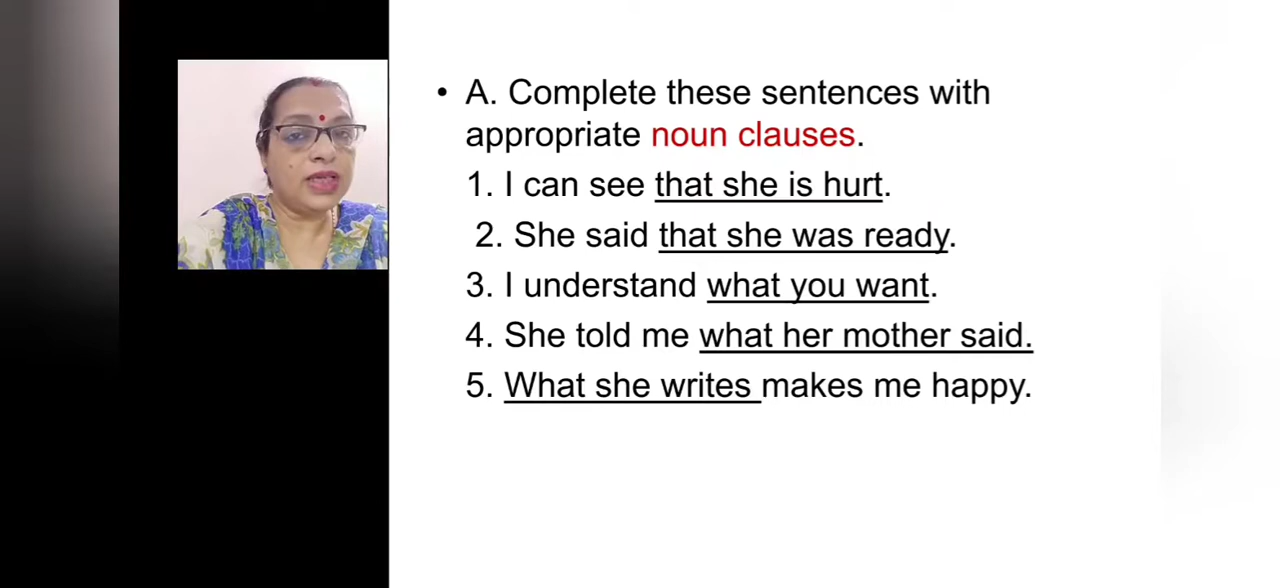 • A. Complete these sentences with
appropriate noun clauses.
1. I can see that she is hurt.
2. She said that she was ready.
3. I understand what you want.
4. She told me what her mother said.
5. What she writes makes me happy.